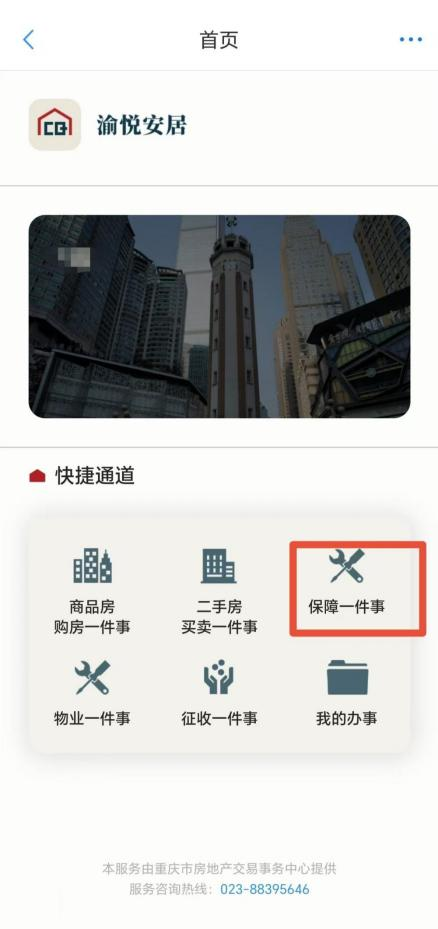 首页
CQ
渝悦安居
快捷通道
商品房
购房一件事
二手房
买卖一件事
保障一件事
物业一件事
征收一件事
我的办事
本服务由重庆市房地产交易事务中心提供
服务咨询热线：023-88395646